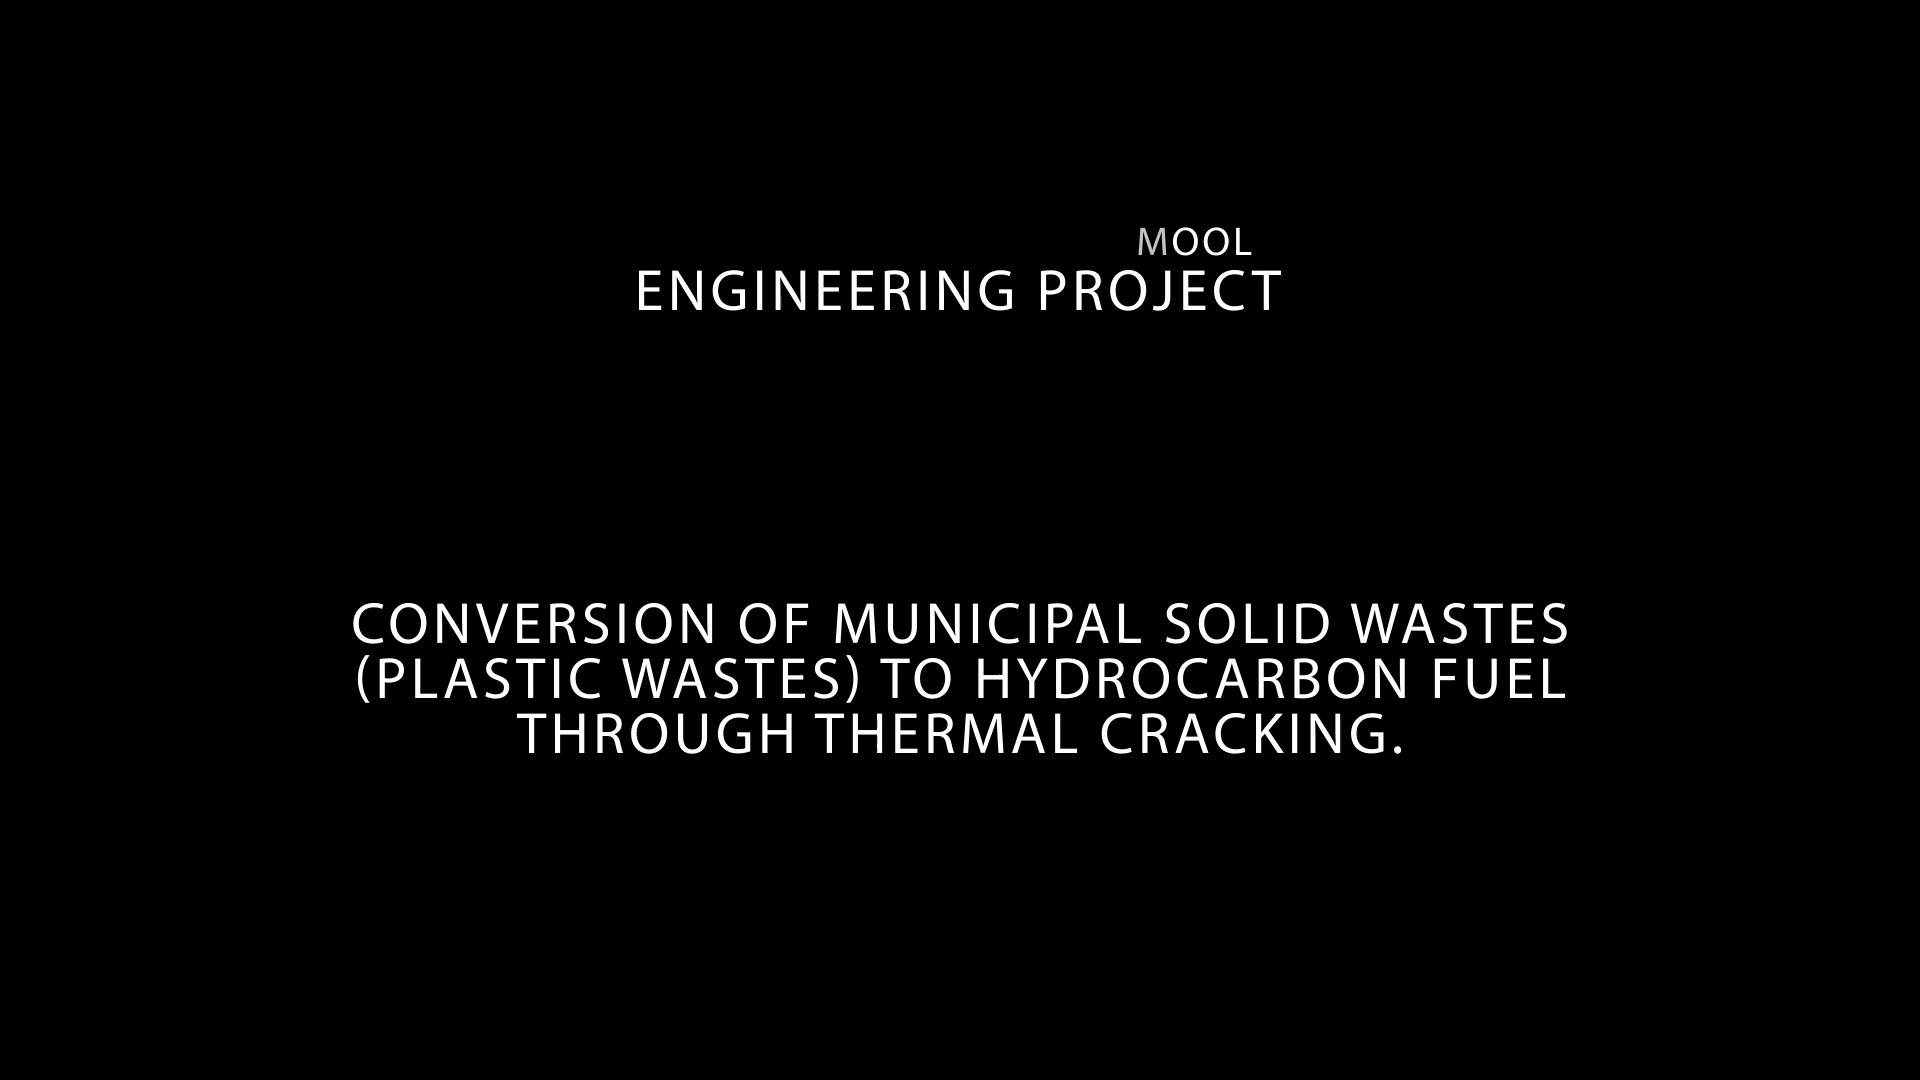 MOOL
ENGINEERING PROJECT
CONVERSION OF MUNICIPAL SOLID WASTES
(PLASTIC WASTES) TO HYDROCARBON FUEL
THROUGH THERMAL CRACKING.